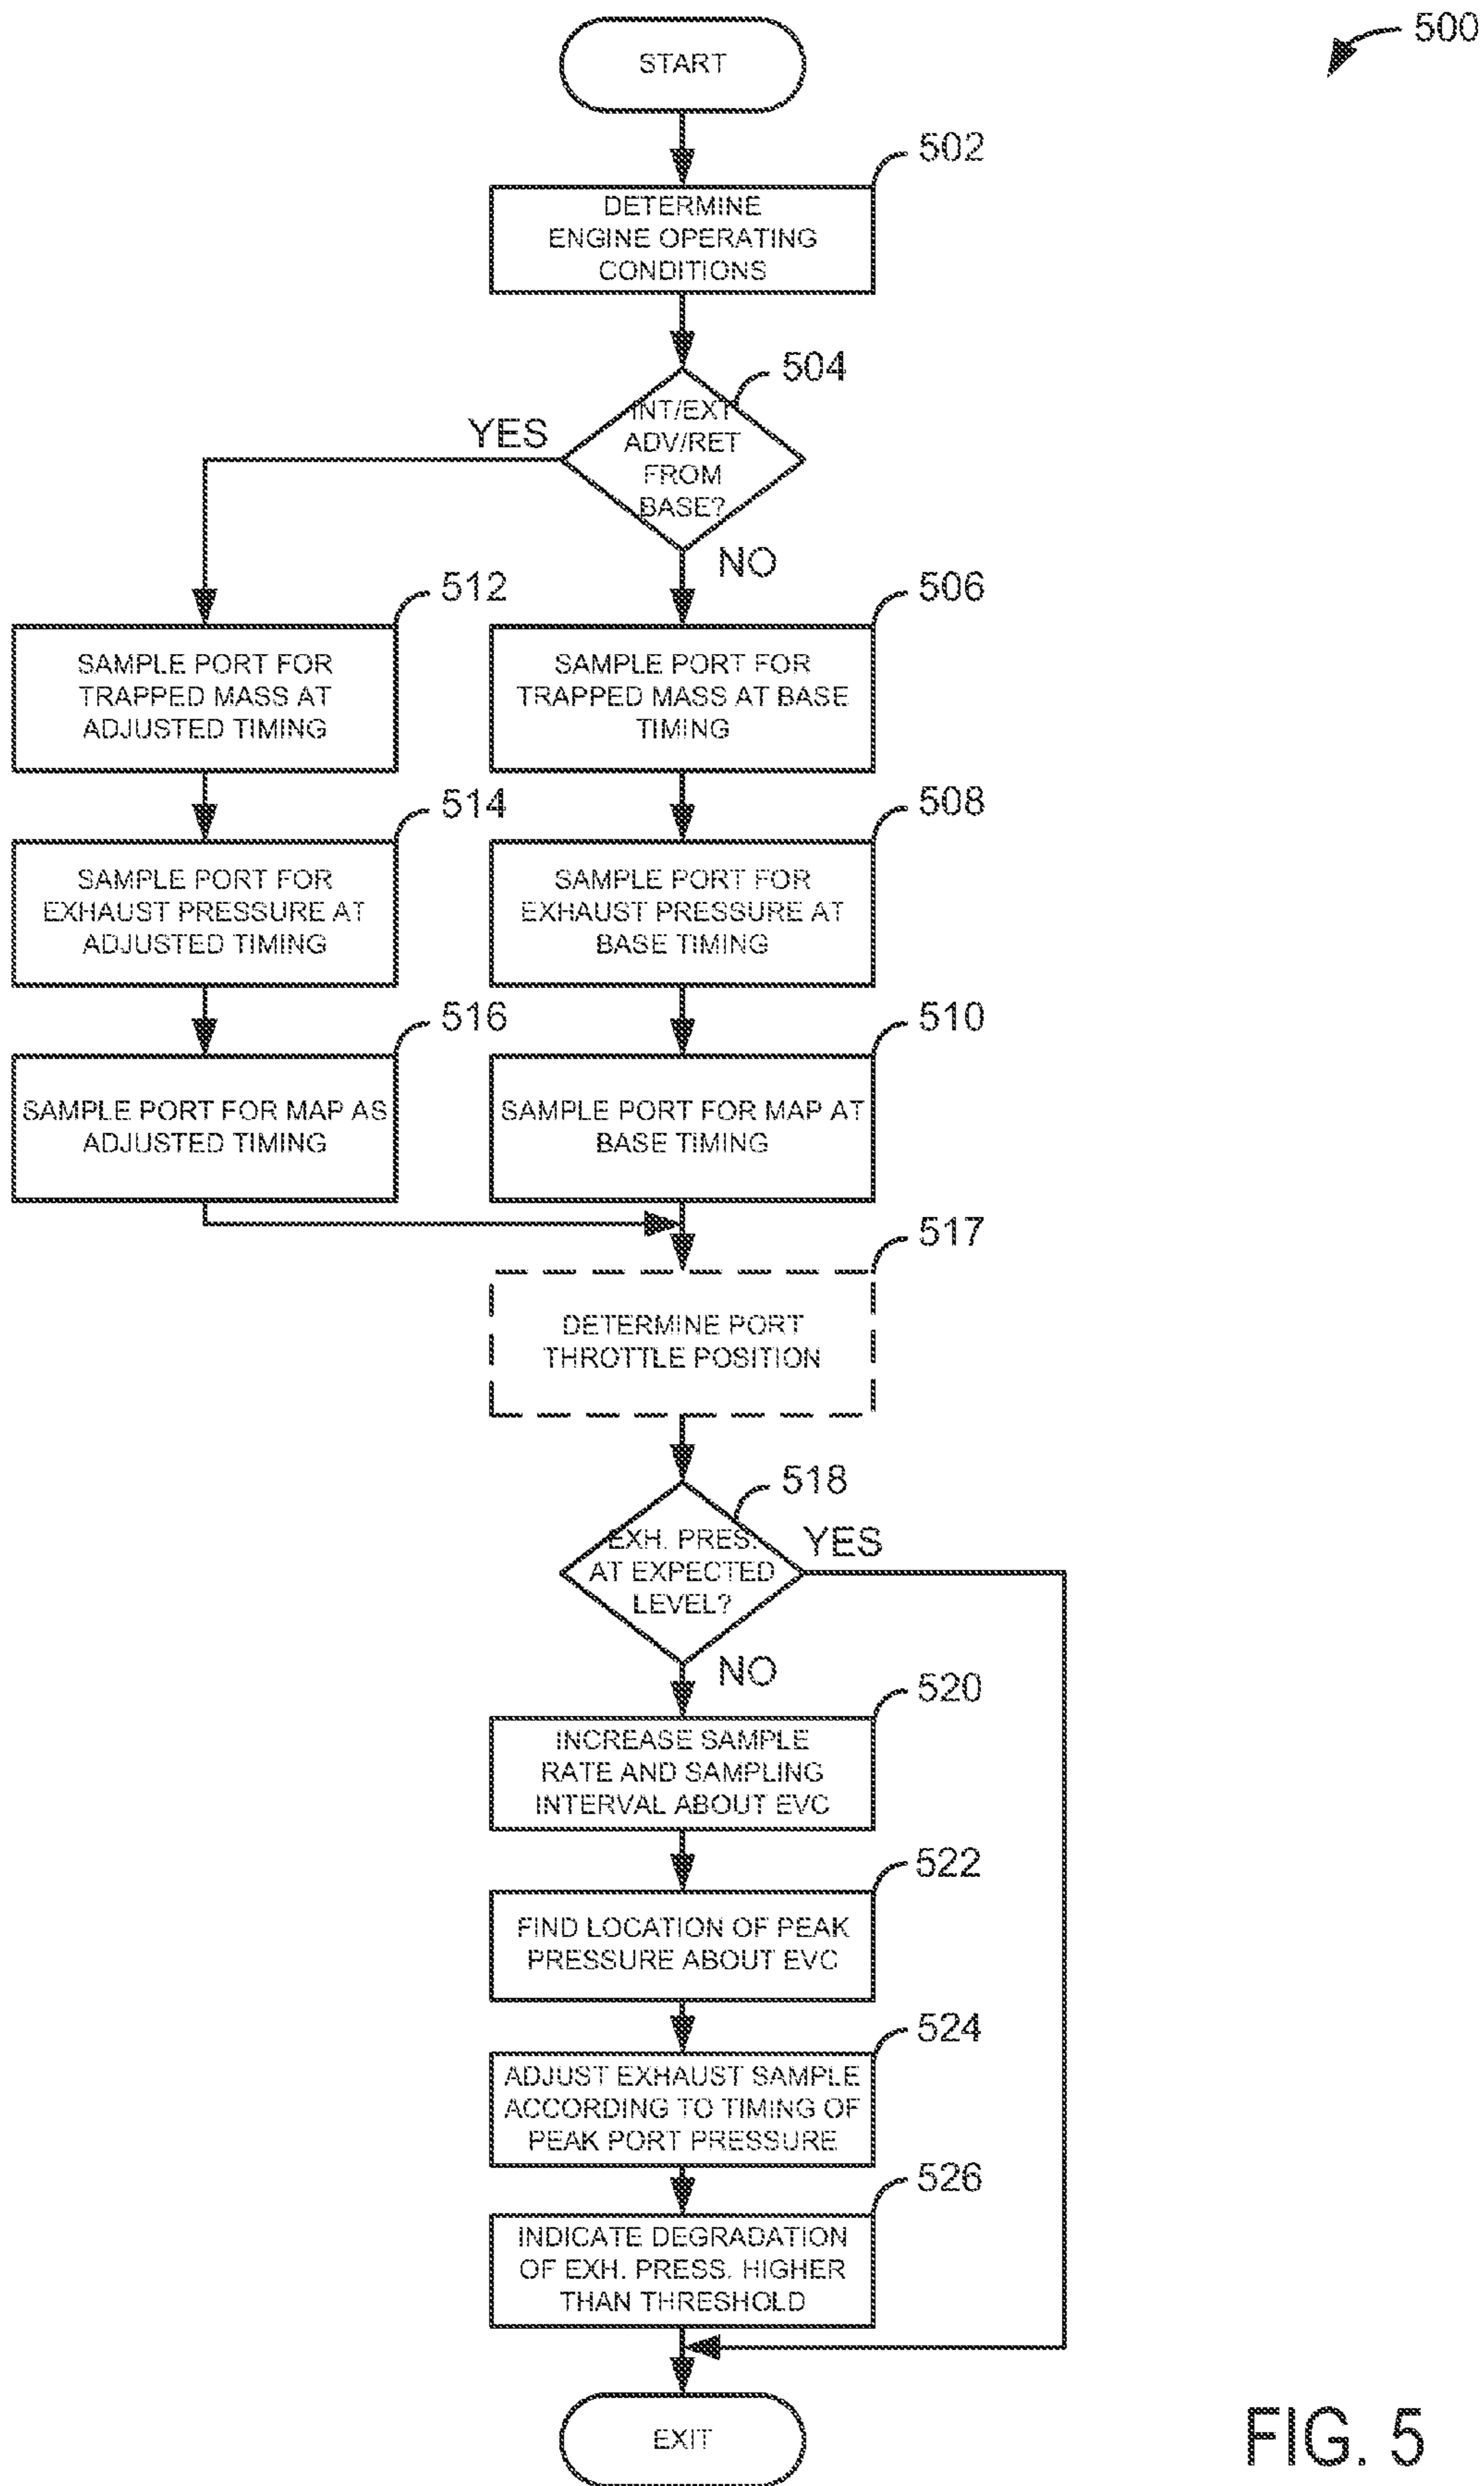 500
START
502
DETERMINE
ENGINE OPERATING
CONDITIONS
504
INT/EXT
ADV/RET
FROM
BASE?
YES
NO
512
SAMPLE PORT FOR
TRAPPED MASS AT
ADJUSTED TIMING
506
SAMPLE PORT FOR
TRAPPED MASS AT BASE
TIMING
514
SAMPLE PORT FOR
EXHAUST PRESSURE AT
ADJUSTED TIMING
508
SAMPLE PORT FOR
EXHAUST PRESSURE AT
BASE TIMING
516
SAMPLE PORT FOR MAP AS
ADJUSTED TIMING
510
SAMPLE PORT FOR MAP AT
BASE TIMING
517
DETERMINE PORT
THROTTLE POSITION
518
EXH. PRES.
AT EXPECTED
LEVEL?
YES
NO
520
INCREASE SAMPLE
RATE AND SAMPLING
INTERVAL ABOUT EVC
522
FIND LOCATION OF PEAK
PRESSURE ABOUT EVC
524
ADJUST EXHAUST SAMPLE
ACCORDING TO TIMING OF
PEAK PORT PRESSURE
526
INDICATE DEGRADATION
OF EXH. PRESS. HIGHER
THAN THRESHOLD
EXIT
FIG. 5